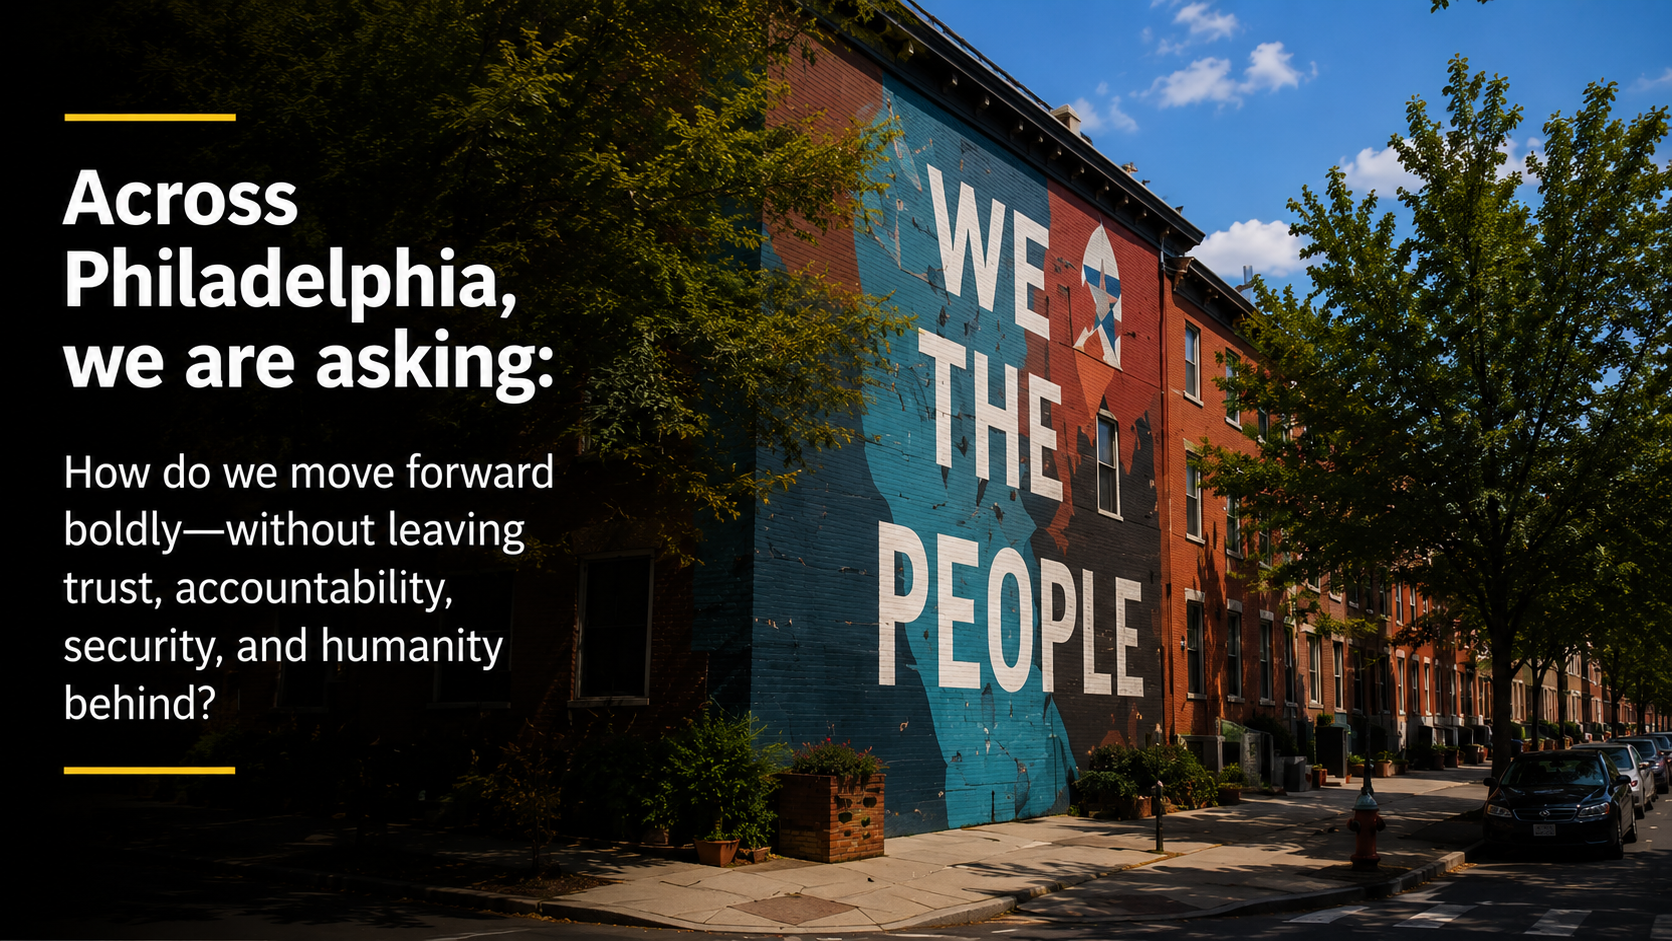 Across
Philadelphia,
we are asking:
How do we move forward
boldly—without leaving
trust, accountability,
security, and humanity
behind?
WE
THE
PEOPLE